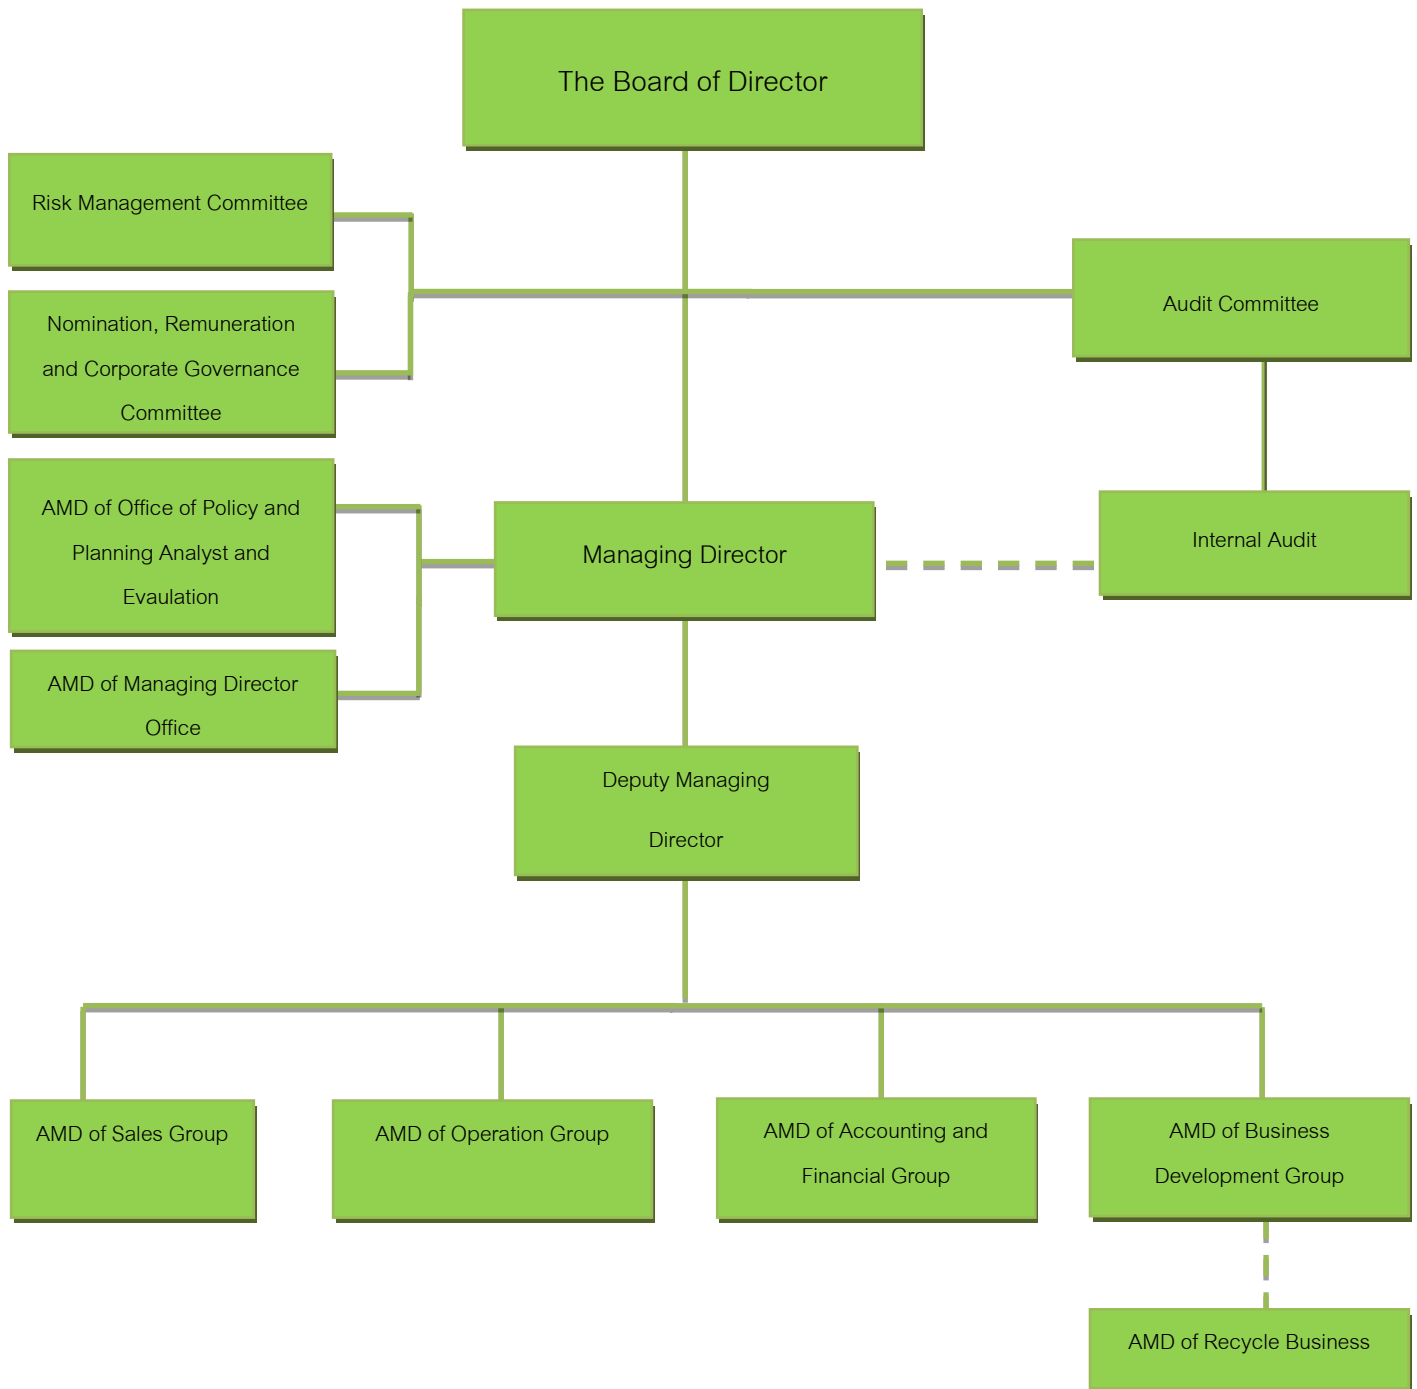 The Board of Director
Risk Management Committee
Nomination, Remuneration
and Corporate Governance
Committee
Audit Committee
AMD of Office of Policy and
Planning Analyst and
Evaulation
Managing Director
Internal Audit
AMD of Managing Director
Office
Deputy Managing
Director
AMD of Sales Group
AMD of Operation Group
AMD of Accounting and
Financial Group
AMD of Business
Development Group
AMD of Recycle Business